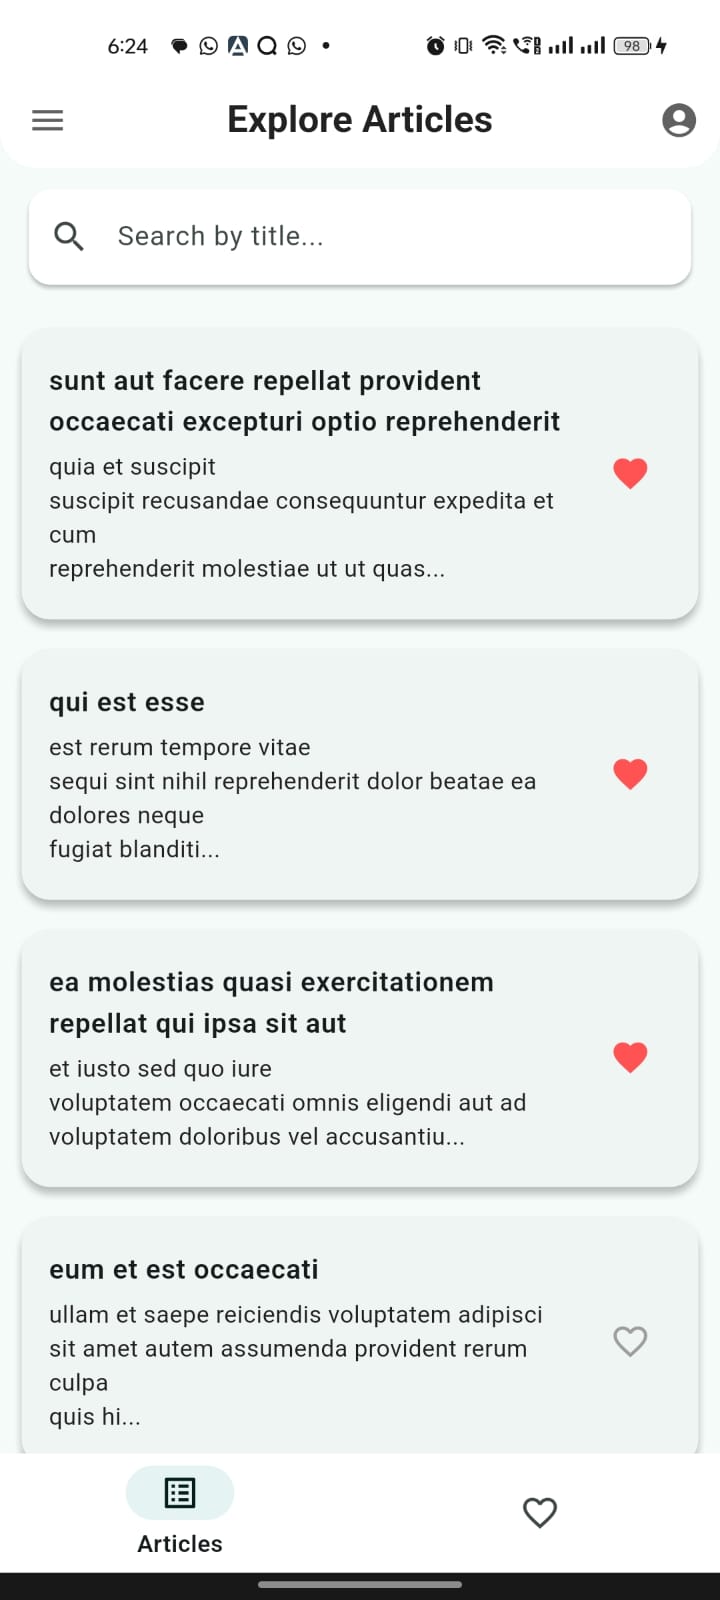 6:24
98
Explore Articles
Search by title...
sunt aut facere repellat provident
occaecati excepturi optio reprehenderit
quia et suscipit
suscipit recusandae consequuntur expedita et
cum
reprehenderit molestiae ut ut quas...
qui est esse
est rerum tempore vitae
sequi sint nihil reprehenderit dolor beatae ea
dolores neque
fugiat blanditi...
ea molestias quasi exercitationem
repellat qui ipsa sit aut
et iusto sed quo iure
voluptatem occaecati omnis eligendi aut ad
voluptatem doloribus vel accusantiu...
eum et est occaecati
ullam et saepe reiciendis voluptatem adipisci
sit amet autem assumenda provident rerum
culpa
quis hi...
Articles